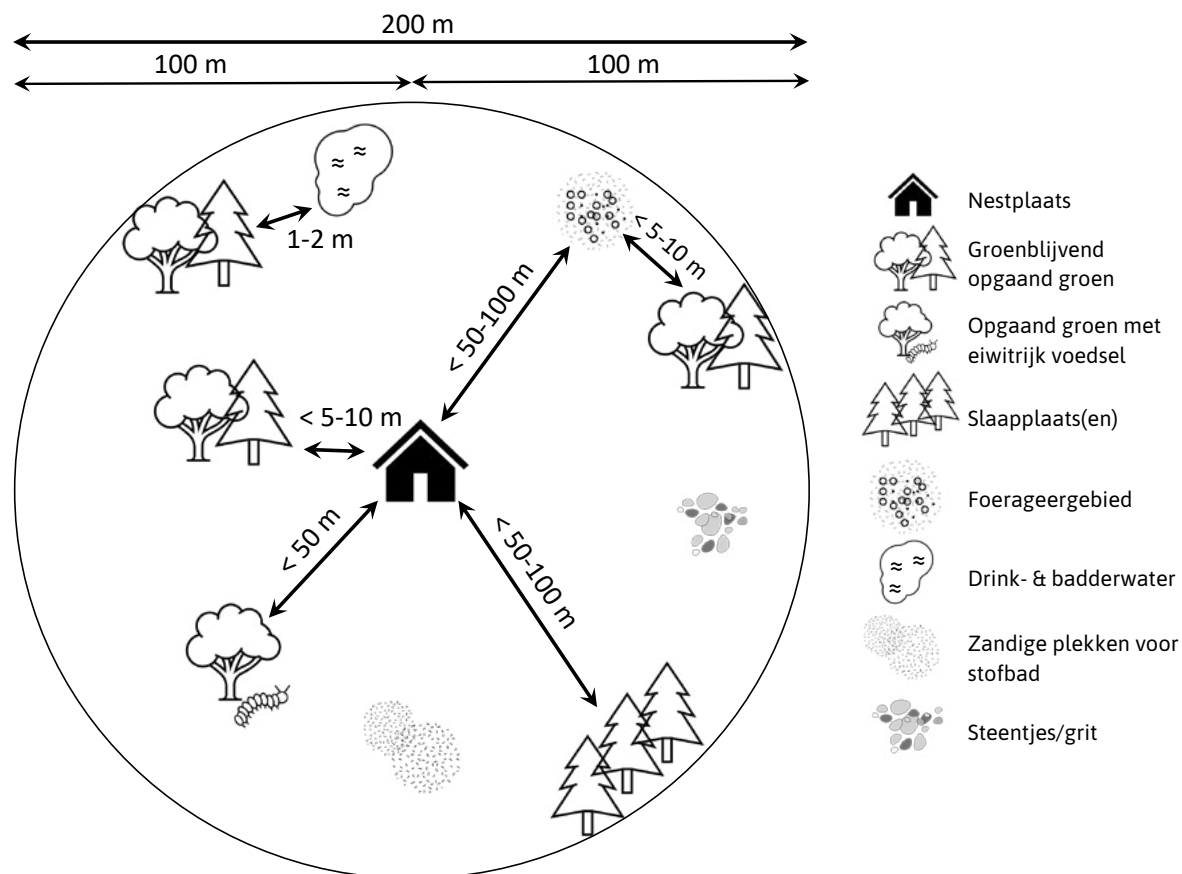 200 m
100 m
100 m
1-2 m
< 5-10 m
< 50-100 m
< 5-10 m
< 50 m
< 50-100 m
Nestplaats
Groenblijvend
opgaand groen
Opgaand groen met
eiwitrijk voedsel
Slaapplaats(en)
Foerageergebied
Drink- & badderwater
Zandige plekken voor
stofbad
Steentjes/grit